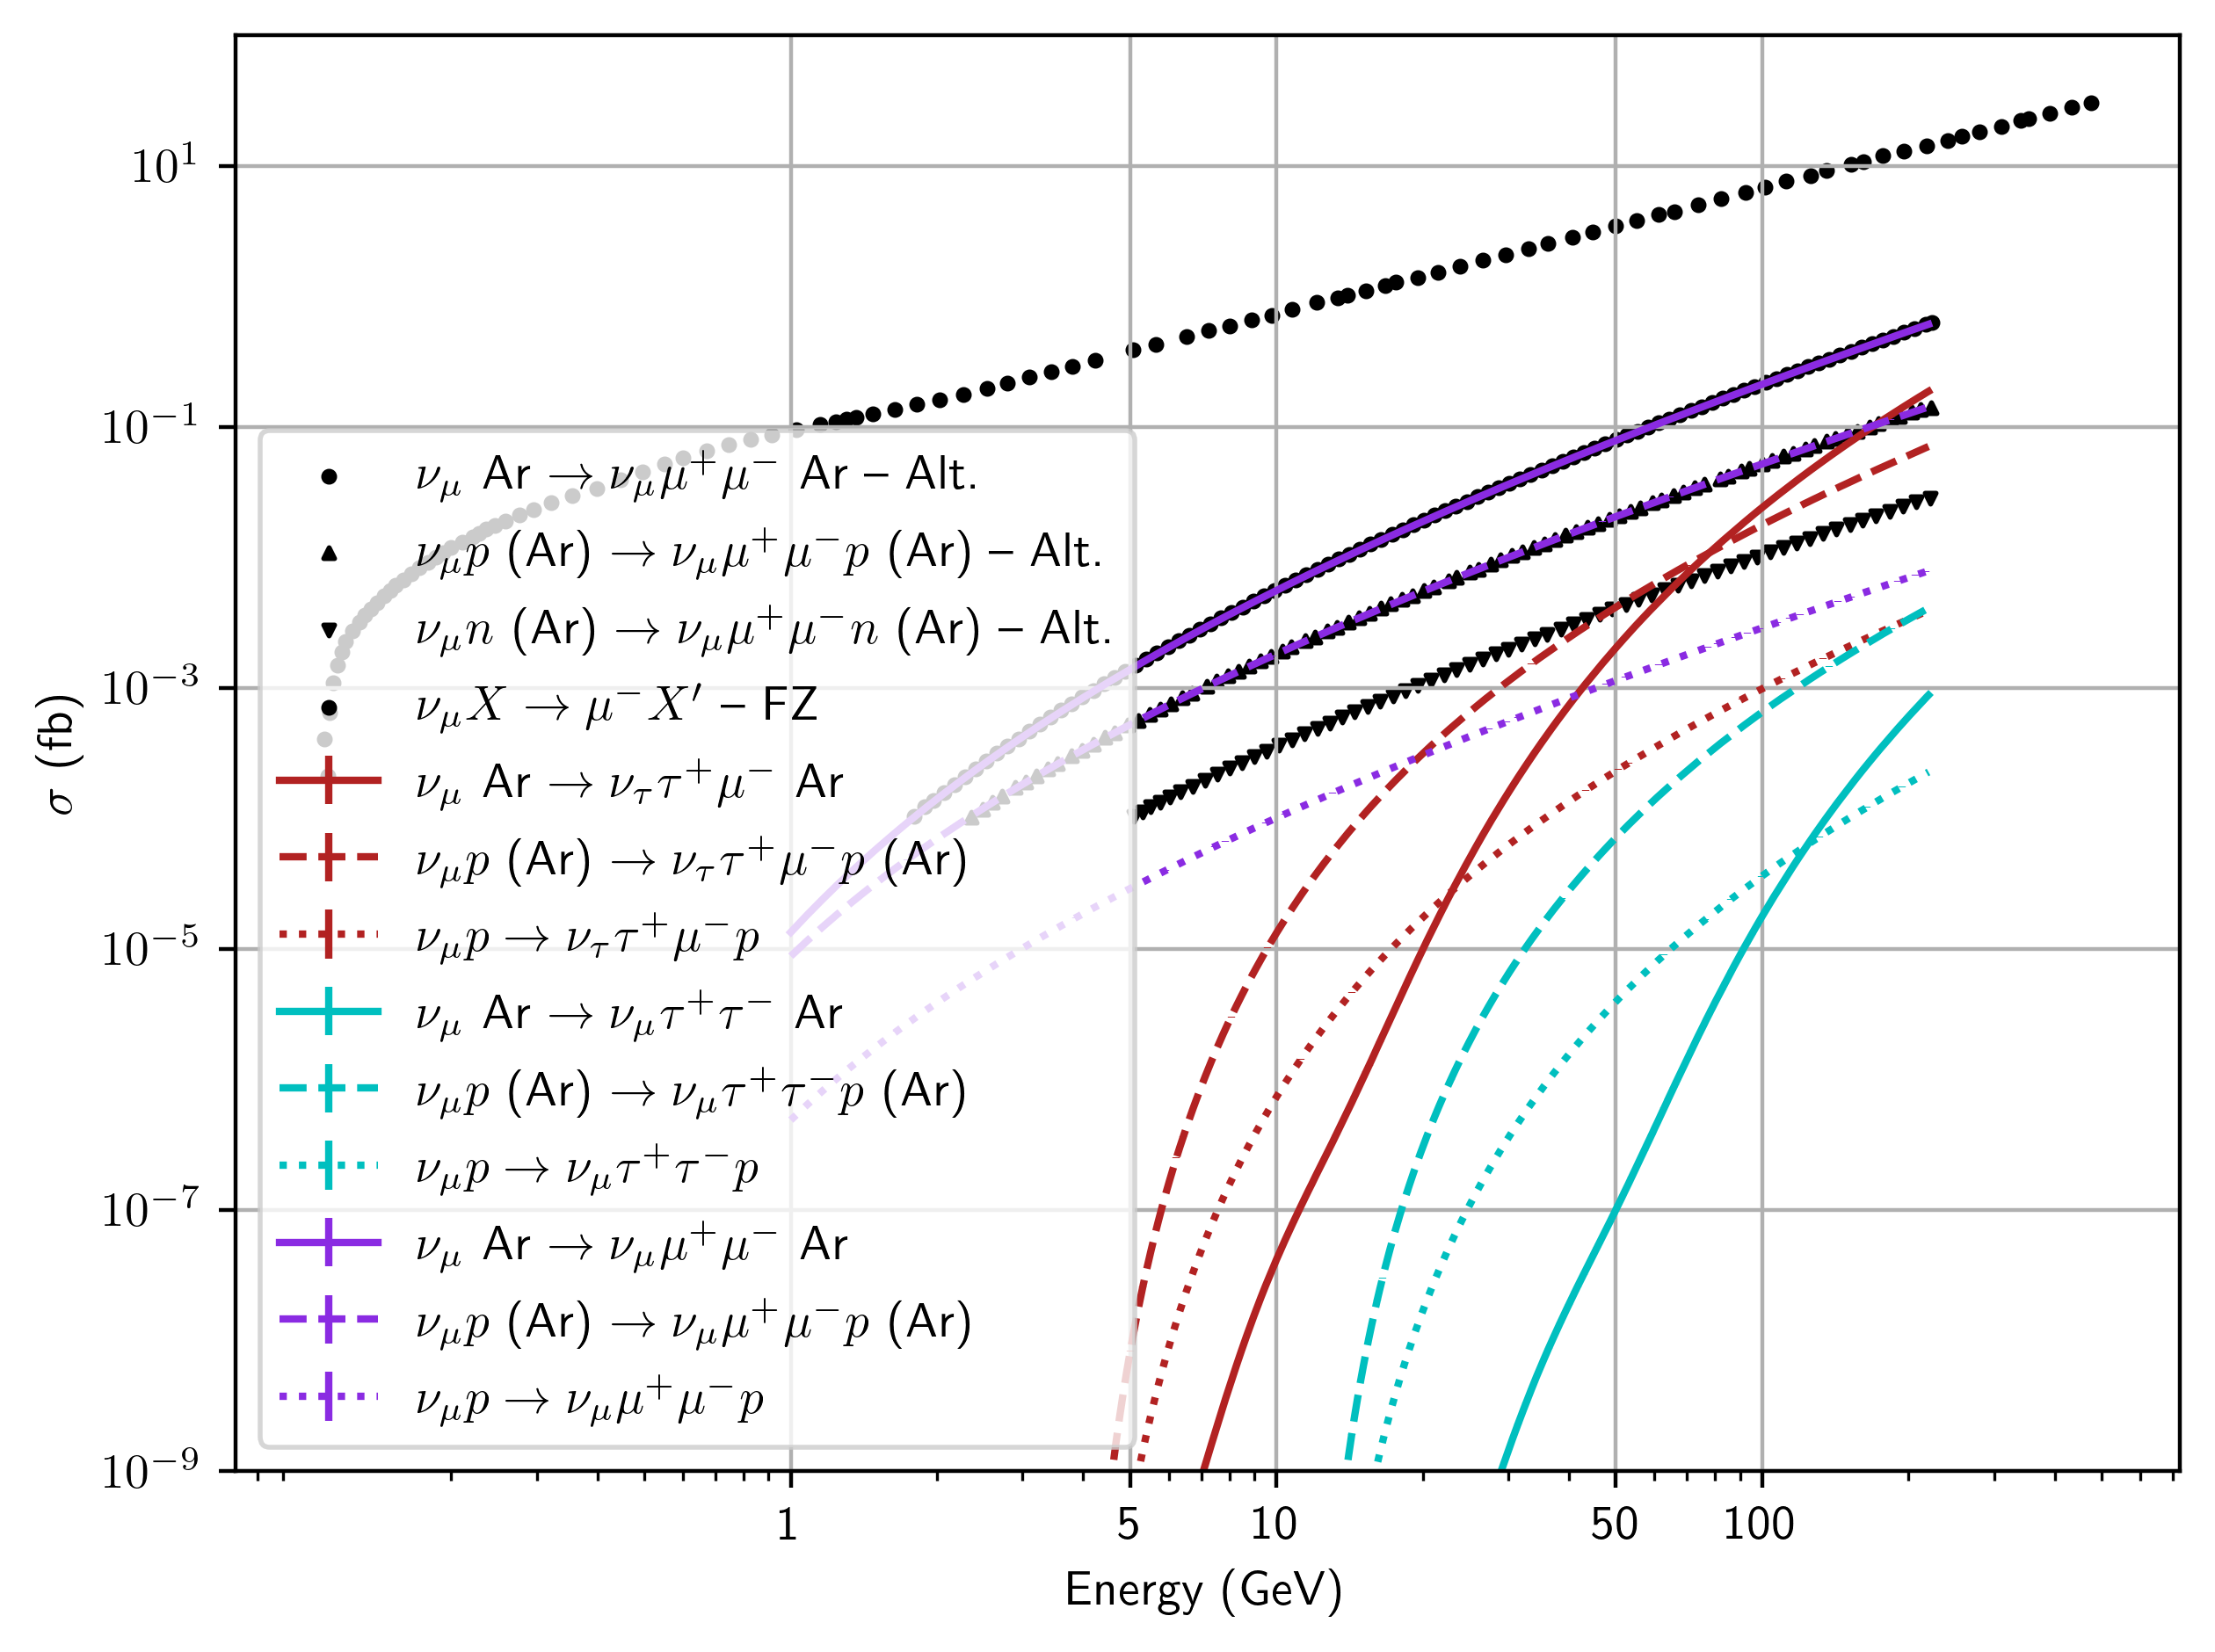 10¹
10⁻¹
10⁻³
10⁻⁵
10⁻⁷
10⁻⁹
σ (fb)
ν_μ Ar → ν_μ μ⁺ μ⁻ Ar – Alt.
ν_μ p (Ar) → ν_μ μ⁺ μ⁻ p (Ar) – Alt.
ν_μ n (Ar) → ν_μ μ⁺ μ⁻ n (Ar) – Alt.
ν_μ X → μ⁻ X′ – FZ
ν_μ Ar → ν_τ τ⁺ μ⁻ Ar
ν_μ p (Ar) → ν_τ τ⁺ μ⁻ p (Ar)
ν_μ p → ν_τ τ⁺ μ⁻ p
ν_μ Ar → ν_μ τ⁺ τ⁻ Ar
ν_μ p (Ar) → ν_μ τ⁺ τ⁻ p (Ar)
ν_μ p → ν_μ τ⁺ τ⁻ p
ν_μ Ar → ν_μ μ⁺ μ⁻ Ar
ν_μ p (Ar) → ν_μ μ⁺ μ⁻ p (Ar)
ν_μ p → ν_μ μ⁺ μ⁻ p
1 5 10 50 100
Energy (GeV)